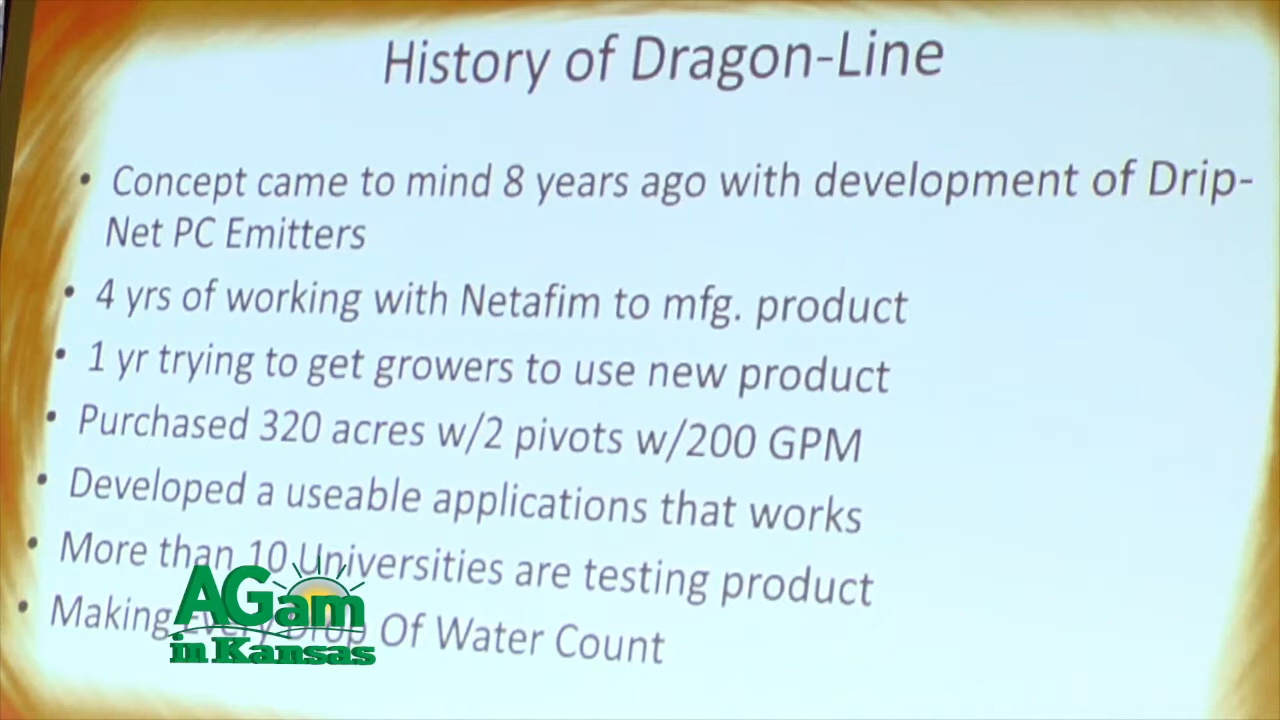 History of Dragon-Line
• Concept came to mind 8 years ago with development of Drip-
Net PC Emitters
• 4 yrs of working with Netafim to mfg. product
• 1 yr trying to get growers to use new product
• Purchased 320 acres w/2 pivots w/200 GPM
• Developed a useable applications that works
• More than 10 Universities are testing product
• Making Every Drop Of Water Count
AGam
in Kansas